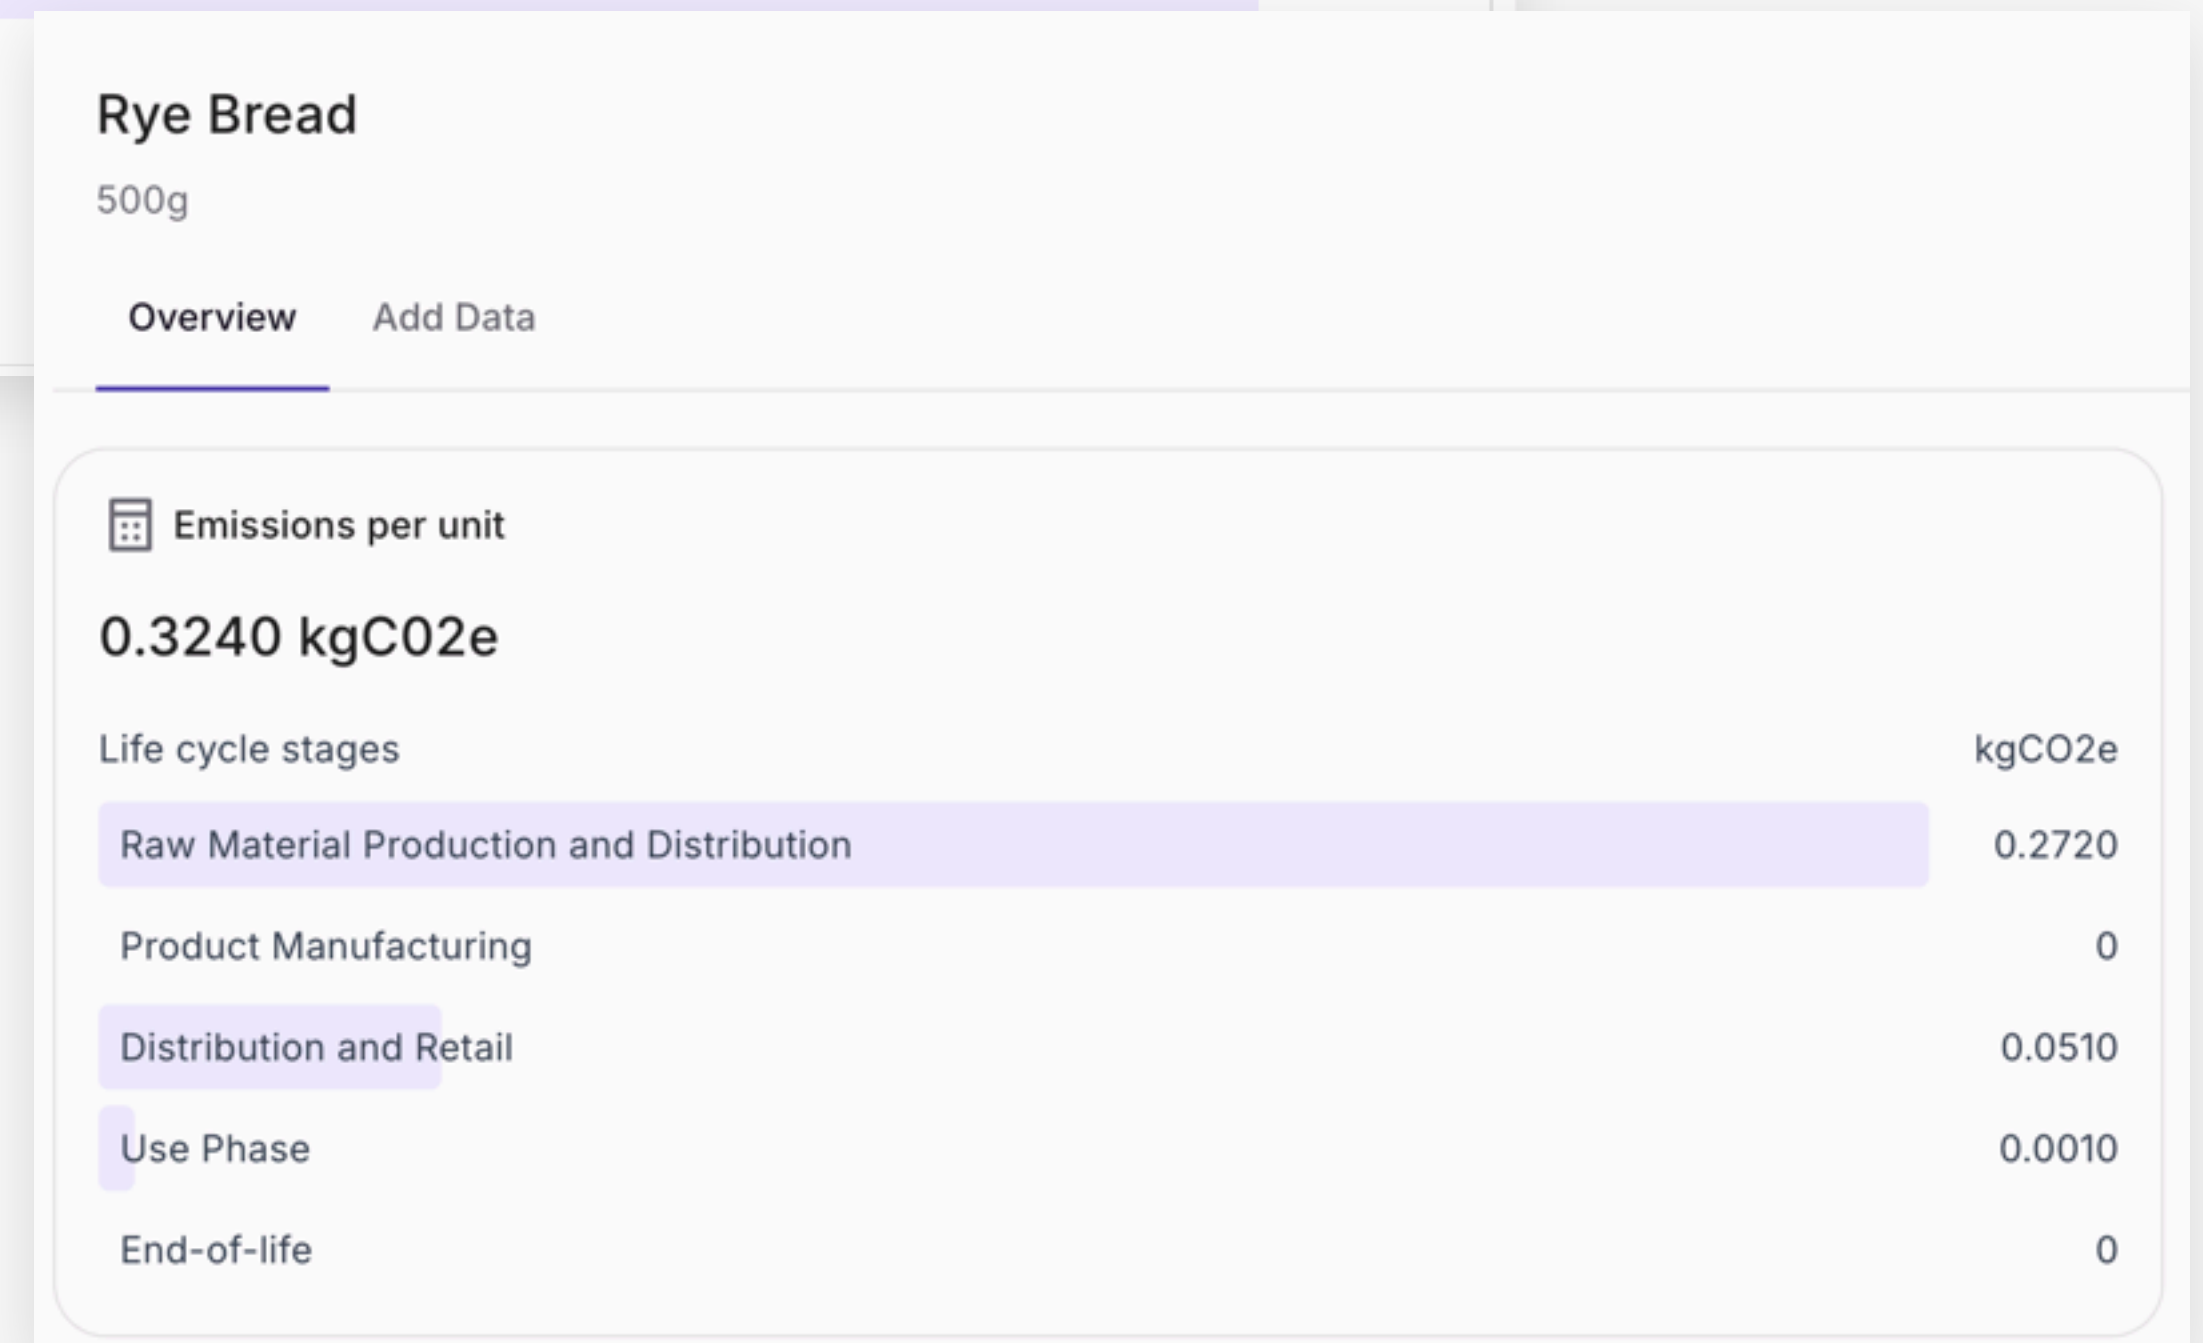 Rye Bread
500g
Overview Add Data
Emissions per unit
0.3240 kgC02e
Life cycle stages kgCO2e
Raw Material Production and Distribution 0.2720
Product Manufacturing 0
Distribution and Retail 0.0510
Use Phase 0.0010
End-of-life 0